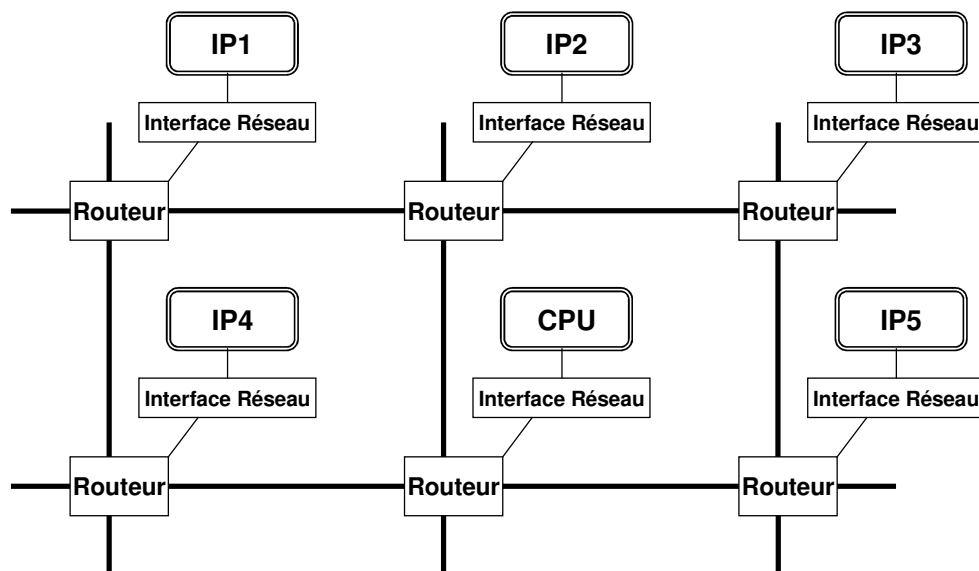 IP1
IP2
IP3
Interface Réseau
Interface Réseau
Interface Réseau
Routeur
Routeur
Routeur
IP4
CPU
IP5
Interface Réseau
Interface Réseau
Interface Réseau
Routeur
Routeur
Routeur